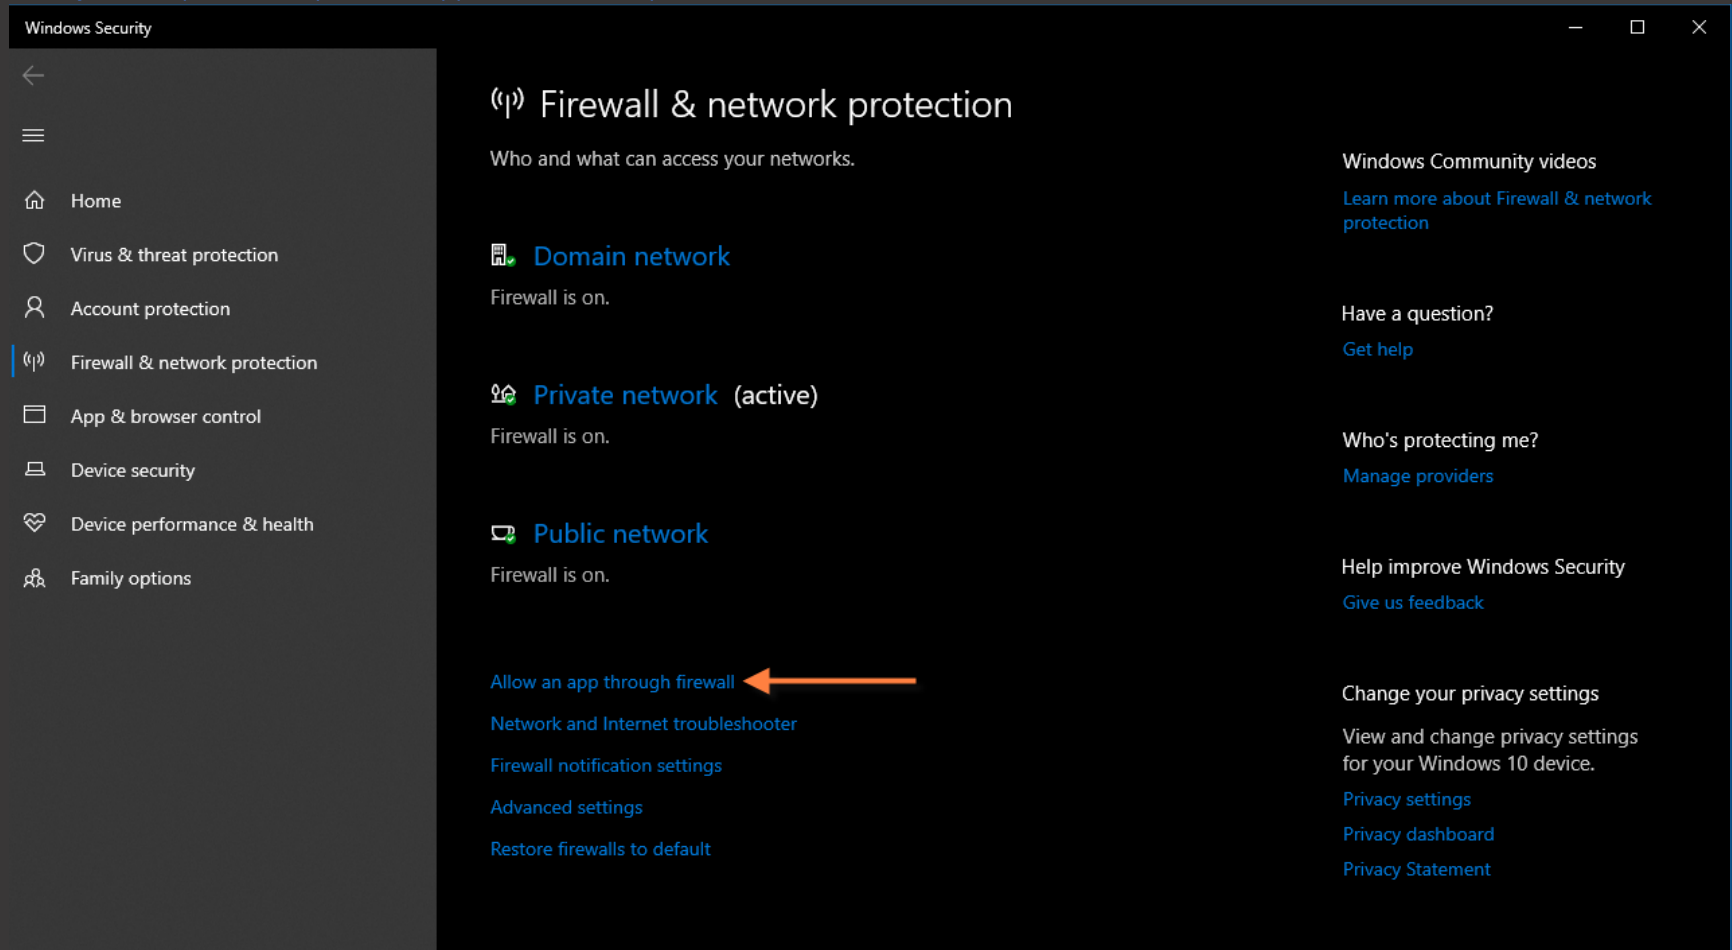 Windows Security
Home
Virus & threat protection
Account protection
Firewall & network protection
App & browser control
Device security
Device performance & health
Family options
Firewall & network protection
Who and what can access your networks.
Domain network
Firewall is on.
Private network (active)
Firewall is on.
Public network
Firewall is on.
Allow an app through firewall
Network and Internet troubleshooter
Firewall notification settings
Advanced settings
Restore firewalls to default
Windows Community videos
Learn more about Firewall & network
protection
Have a question?
Get help
Who's protecting me?
Manage providers
Help improve Windows Security
Give us feedback
Change your privacy settings
View and change privacy settings
for your Windows 10 device.
Privacy settings
Privacy dashboard
Privacy Statement